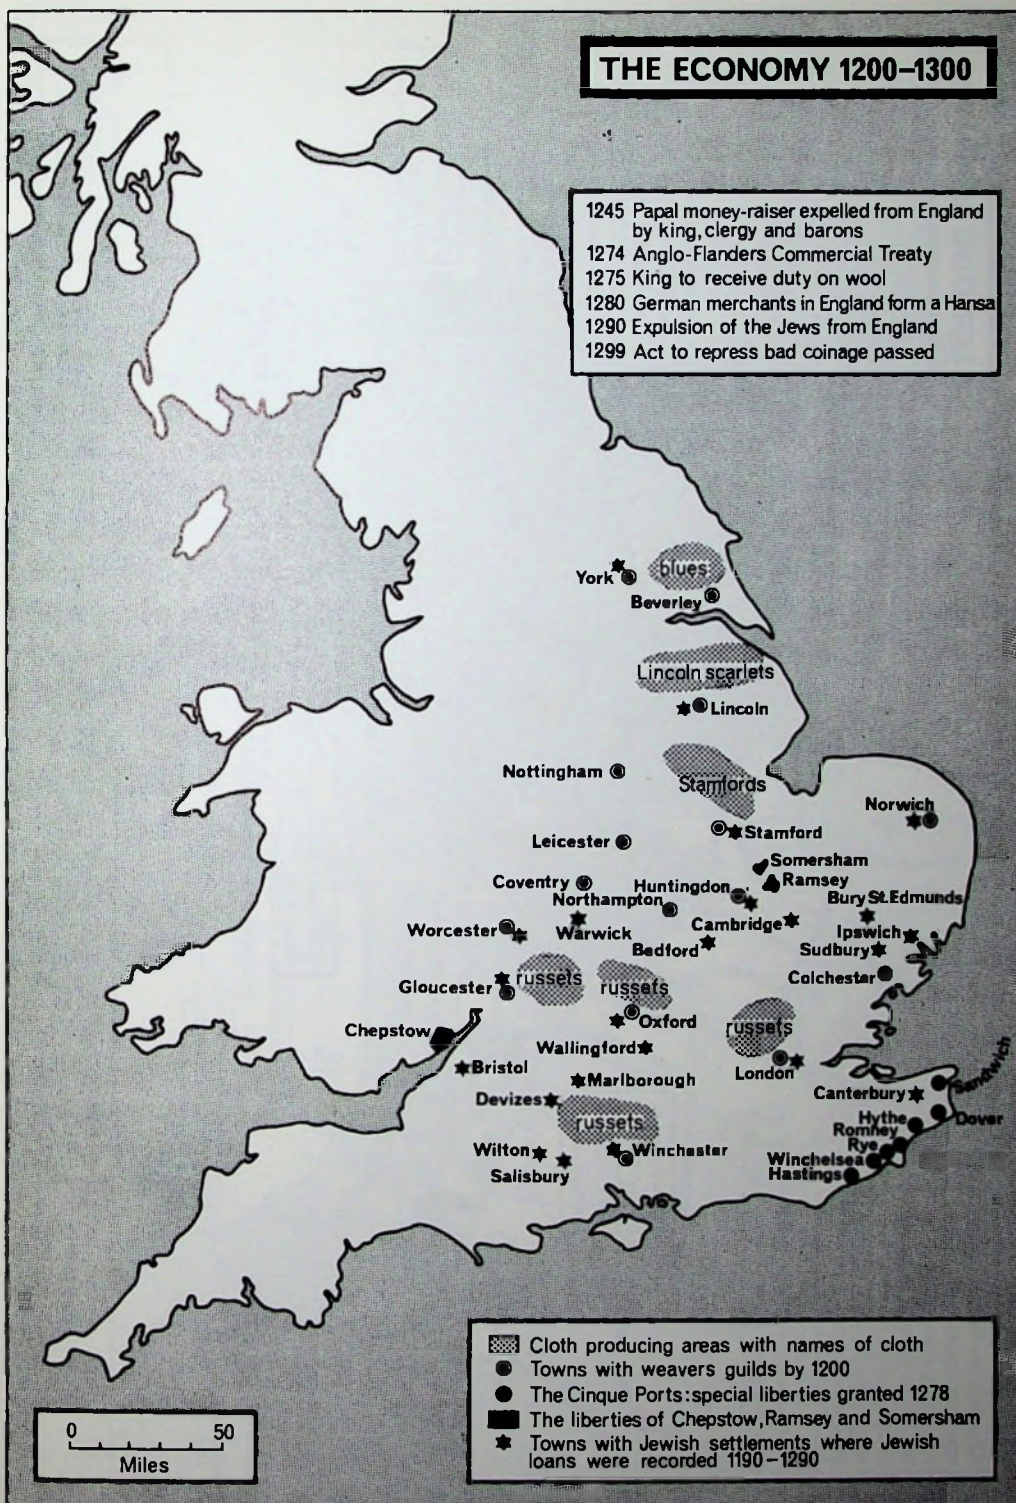 THE ECONOMY 1200–1300
1245 Papal money-raiser expelled from England
by king, clergy and barons
1274 Anglo-Flanders Commercial Treaty
1275 King to receive duty on wool
1280 German merchants in England form a Hansa
1290 Expulsion of the Jews from England
1299 Act to repress bad coinage passed
York
blues
Beverley
Lincoln scarlets
Lincoln
Nottingham
Stamfords
Norwich
Stamford
Leicester
Somersham
Ramsey
Coventry
Huntingdon
Northampton
Bury St. Edmunds
Cambridge
Worcester
Warwick
Ipswich
Bedford
Sudbury
Colchester
russets
russets
Gloucester
Oxford
russets
Chepstow
Wallingford
London
Bristol
Marlborough
Sandwich
Canterbury
Devizes
russets
Hythe
Dover
Romney
Rye
Wilton
Winchester
Winchelsea
Salisbury
Hastings
Cloth producing areas with names of cloth
Towns with weavers guilds by 1200
The Cinque Ports: special liberties granted 1278
The liberties of Chepstow, Ramsey and Somersham
Towns with Jewish settlements where Jewish
loans were recorded 1190–1290
0 50
Miles